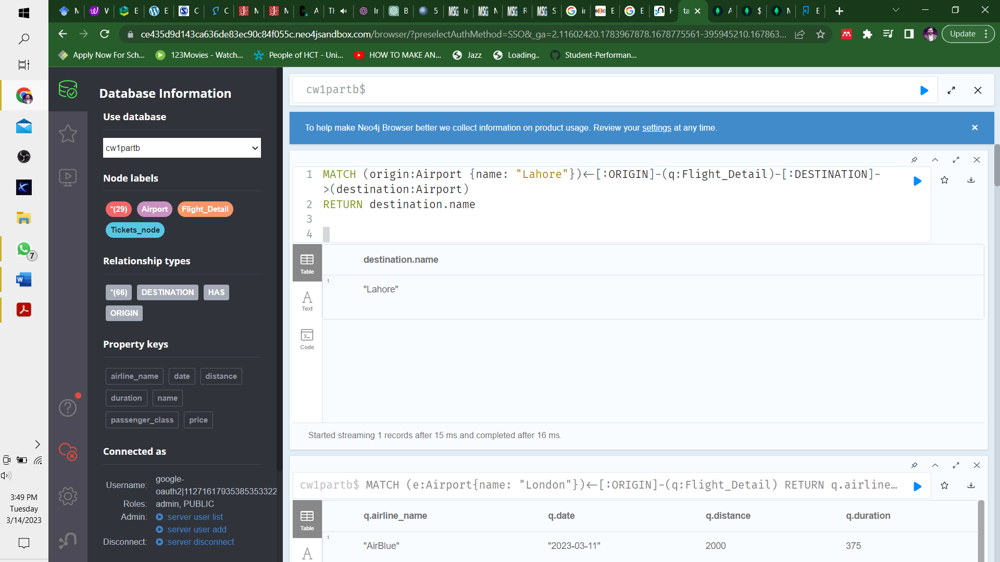 ce435d9d143ca636de83ec90c84f055c.neo4jsandbox.com/browser/?preselectAuthMethod=SSO&_ga=2.11602420.1783967878.1678775561-395945210.167863...
Update
Apply Now For Sch...
123Movies - Watch...
People of HCT - Uni...
HOW TO MAKE AN...
Jazz
Loading..
Student-Performan...
Database Information
Use database
cw1partb
Node labels
*(29) Airport Flight_Detail
Tickets_node
Relationship types
*(66) DESTINATION HAS
ORIGIN
Property keys
airline_name date distance
duration name
passenger_class price
Connected as
Username: google-
oauth2|11271617935385353322
Roles: admin, PUBLIC
Admin: :server user list
:server user add
Disconnect: :server disconnect
7
3:49 PM
Tuesday
3/14/2023
cw1partb$
To help make Neo4j Browser better we collect information on product usage. Review your settings at any time.
1 MATCH (origin:Airport {name: "Lahore"})<-[:ORIGIN]-(q:Flight_Detail)-[:DESTINATION]-
>(destination:Airport)
2 RETURN destination.name
3
4
Table
Text
Code
destination.name
1
"Lahore"
Started streaming 1 records after 15 ms and completed after 16 ms.
cw1partb$ MATCH (e:Airport{name: "London"})<-[:ORIGIN]-(q:Flight_Detail) RETURN q.airline...
Table
q.airline_name q.date q.distance q.duration
1
"AirBlue" "2023-03-11" 2000 375